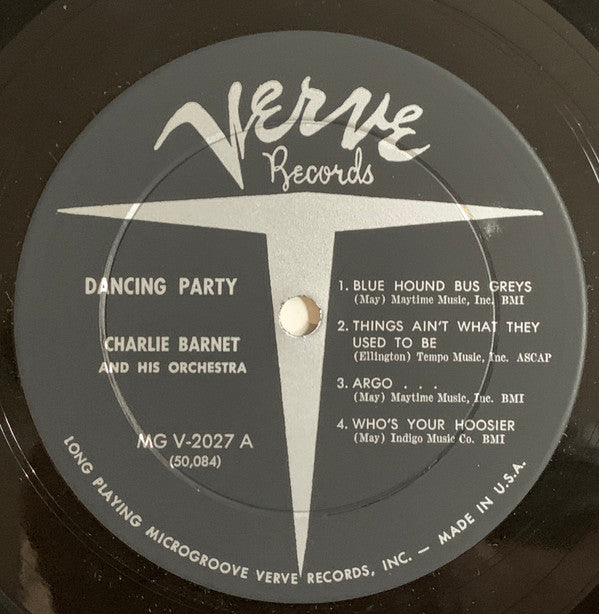 Verve
Records
DANCING PARTY
CHARLIE BARNET
AND HIS ORCHESTRA
MG V-2027 A
(50,084)
1. BLUE HOUND BUS GREYS
(May) Maytime Music, Inc. BMI
2. THINGS AIN'T WHAT THEY
USED TO BE
(Ellington) Tempo Music, Inc. ASCAP
3. ARGO . . .
(May) Maytime Music, Inc. BMI
4. WHO'S YOUR HOOSIER
(May) Indigo Music Co. BMI
LONG PLAYING MICROGROOVE VERVE RECORDS, INC. — MADE IN U.S.A.